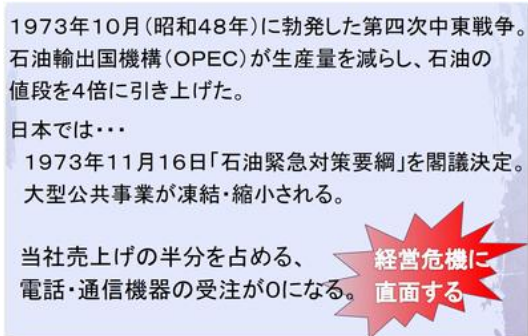 1973年10月（昭和48年）に勃発した第四次中東戦争。
石油輸出国機構（OPEC）が生産量を減らし、石油の
値段を4倍に引き上げた。
日本では・・・
1973年11月16日「石油緊急対策要綱」を閣議決定。
大型公共事業が凍結・縮小される。
当社売上げの半分を占める、
電話・通信機器の受注が0になる。
経営危機に
直面する